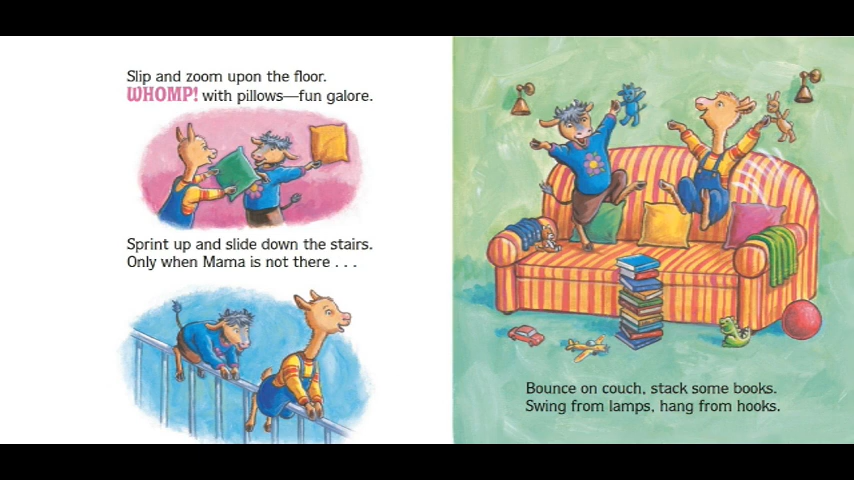 Slip and zoom upon the floor.
WHOMP! with pillows—fun galore.
Sprint up and slide down the stairs.
Only when Mama is not there . . .
Bounce on couch, stack some books.
Swing from lamps, hang from hooks.